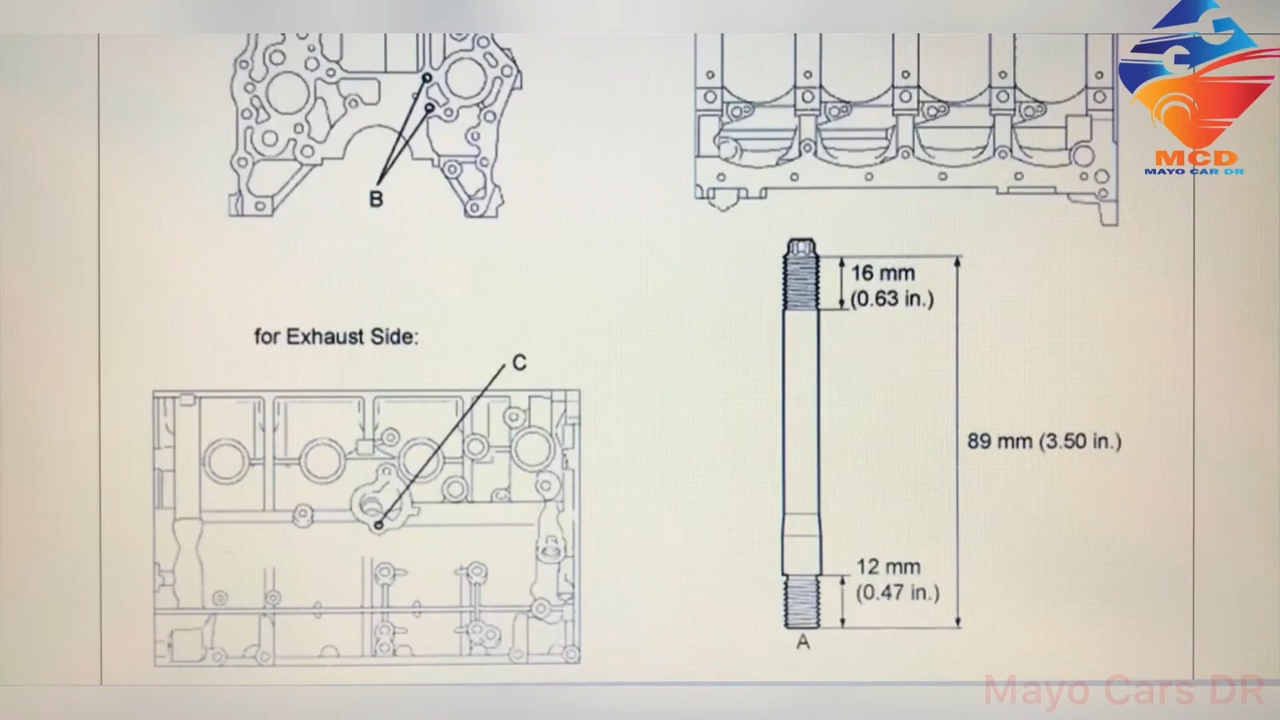 MCD
MAYO CAR DR
B
16 mm
(0.63 in.)
for Exhaust Side:
C
89 mm (3.50 in.)
12 mm
(0.47 in.)
A
Mayo Cars DR